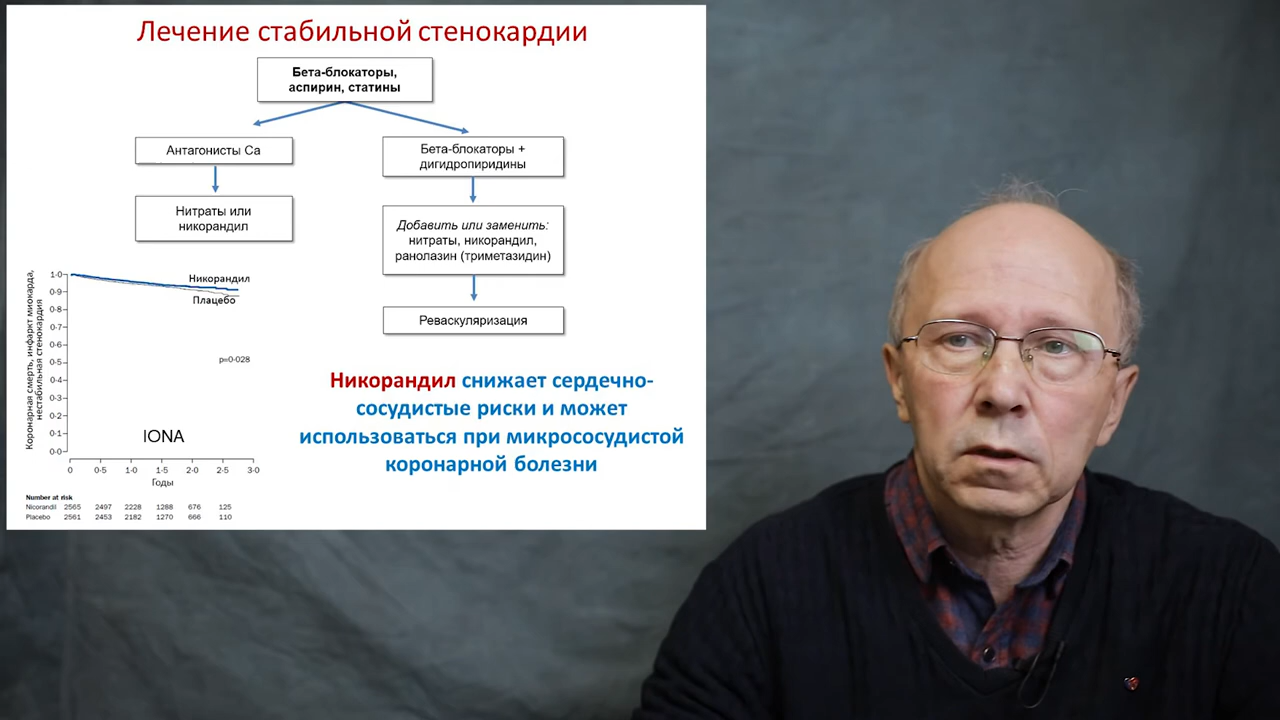 Лечение стабильной стенокардии
Бета-блокаторы,
аспирин, статины
Антагонисты Ca
Нитраты или
никорандил
Бета-блокаторы +
дигидропиридины
Добавить или заменить:
нитраты, никорандил,
ранолазин (триметазидин)
Реваскуляризация
Коронарная смерть, инфаркт миокарда,
нестабильная стенокардия
1·0
0·9
0·8
0·7
0·6
0·5
0·4
0·3
0·2
0·1
0·0
Никорандил
Плацебо
p=0·028
IONA
0 0·5 1·0 1·5 2·0 2·5 3·0
Годы
Number at risk
Nicorandil 2565 2497 2228 1288 676 125
Placebo 2561 2453 2182 1270 666 110
Никорандил снижает сердечно-
сосудистые риски и может
использоваться при микрососудистой
коронарной болезни